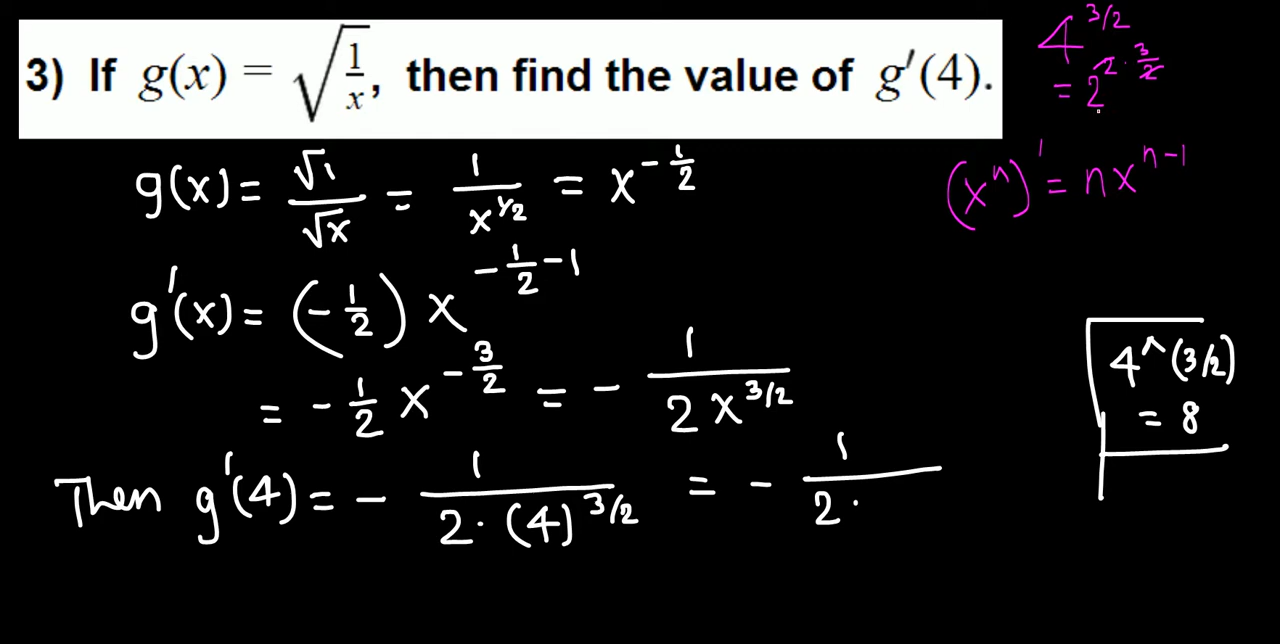 3) If g(x) = √(1/x), then find the value of g′(4).
4^{3/2}
= 2^{2 · 3/2}
(x^n)′ = n x^{n-1}
g(x) = √1/√x = 1/x^{1/2} = x^{-1/2}
g′(x) = (-1/2) x^{-1/2 - 1}
= -1/2 x^{-3/2} = - 1/(2 x^{3/2})
4^(3/2)
= 8
Then g′(4) = - 1/(2 · (4)^{3/2}) = - 1/(2 ·